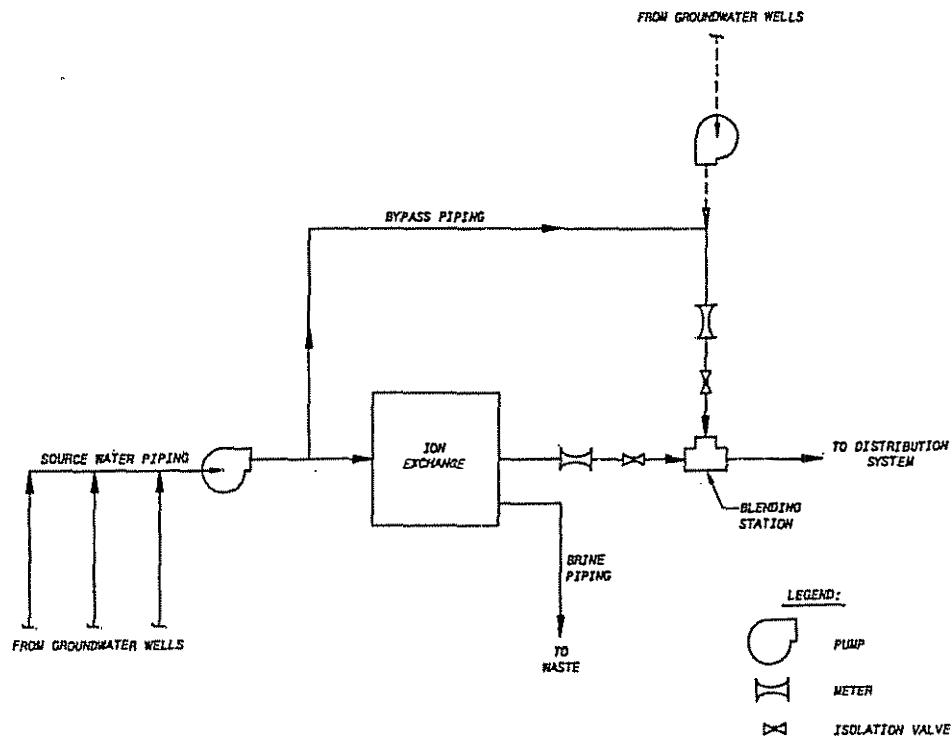 FROM GROUNDWATER WELLS
BYPASS PIPING
ION
EXCHANGE
SOURCE WATER PIPING
TO DISTRIBUTION
SYSTEM
BLENDING
STATION
BRINE
PIPING
FROM GROUNDWATER WELLS
TO
WASTE
LEGEND:
PUMP
METER
ISOLATION VALVE